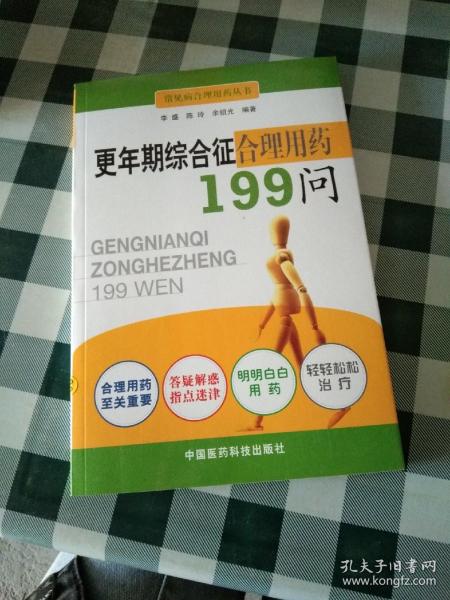 常见病合理用药丛书
李盛 陈玲 余绍光 编著
更年期综合征合理用药
199问
GENGNIANQI
ZONGHEZHENG
199 WEN
合理用药
至关重要
答疑解惑
指点迷津
明明白白
用药
轻轻松松
治疗
中国医药科技出版社
孔夫子旧书网
www.kongfz.com